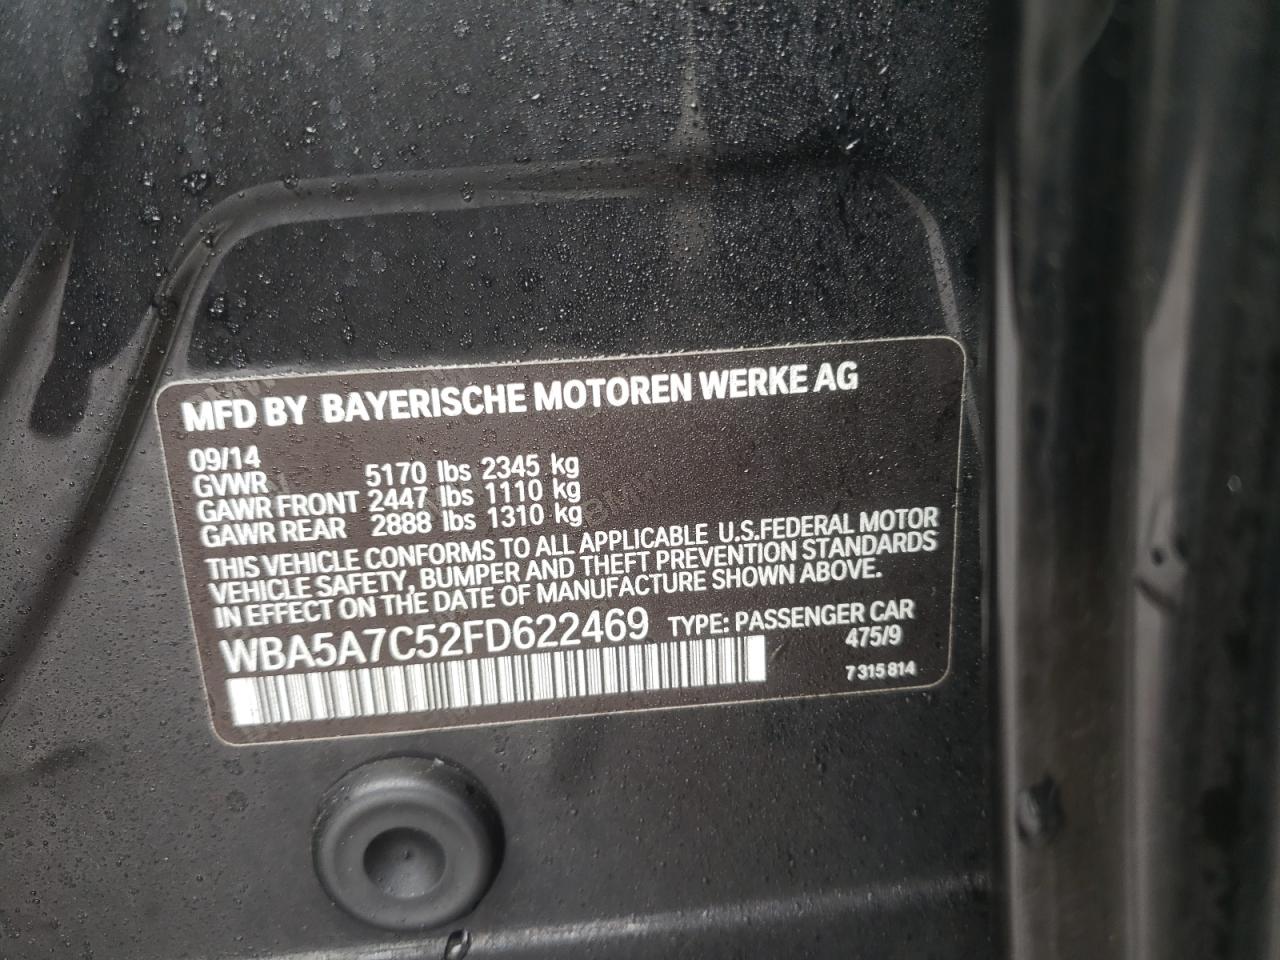 MFD BY BAYERISCHE MOTOREN WERKE AG
09/14
GVWR 5170 lbs 2345 kg
GAWR FRONT 2447 lbs 1110 kg
GAWR REAR 2888 lbs 1310 kg
THIS VEHICLE CONFORMS TO ALL APPLICABLE U.S.FEDERAL MOTOR
VEHICLE SAFETY, BUMPER AND THEFT PREVENTION STANDARDS
IN EFFECT ON THE DATE OF MANUFACTURE SHOWN ABOVE.
WBA5A7C52FD622469 TYPE: PASSENGER CAR
475/9
7 315 814